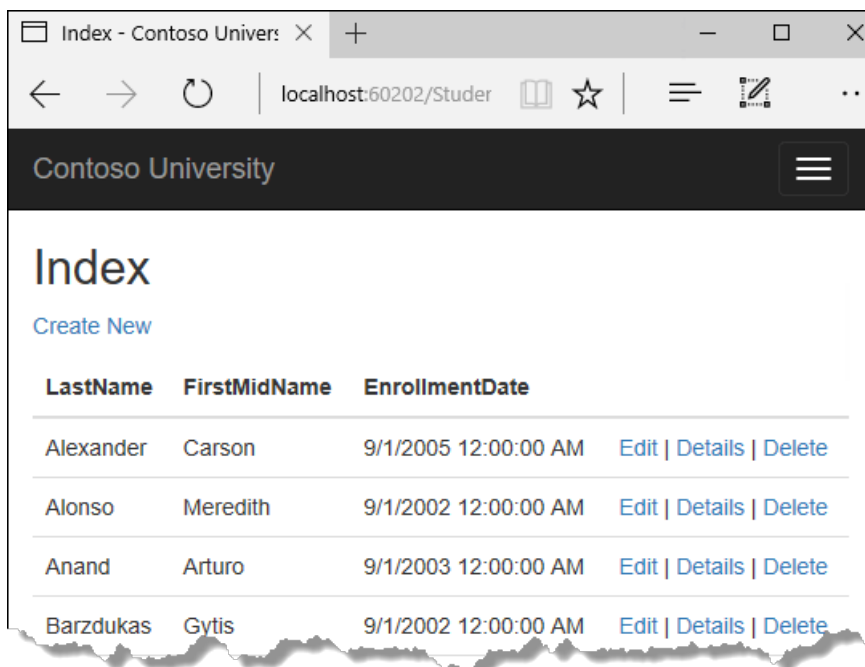 Index - Contoso Univers
localhost:60202/Studer
Contoso University
Index
Create New
LastName FirstMidName EnrollmentDate
Alexander Carson 9/1/2005 12:00:00 AM Edit | Details | Delete
Alonso Meredith 9/1/2002 12:00:00 AM Edit | Details | Delete
Anand Arturo 9/1/2003 12:00:00 AM Edit | Details | Delete
Barzdukas Gytis 9/1/2002 12:00:00 AM Edit | Details | Delete